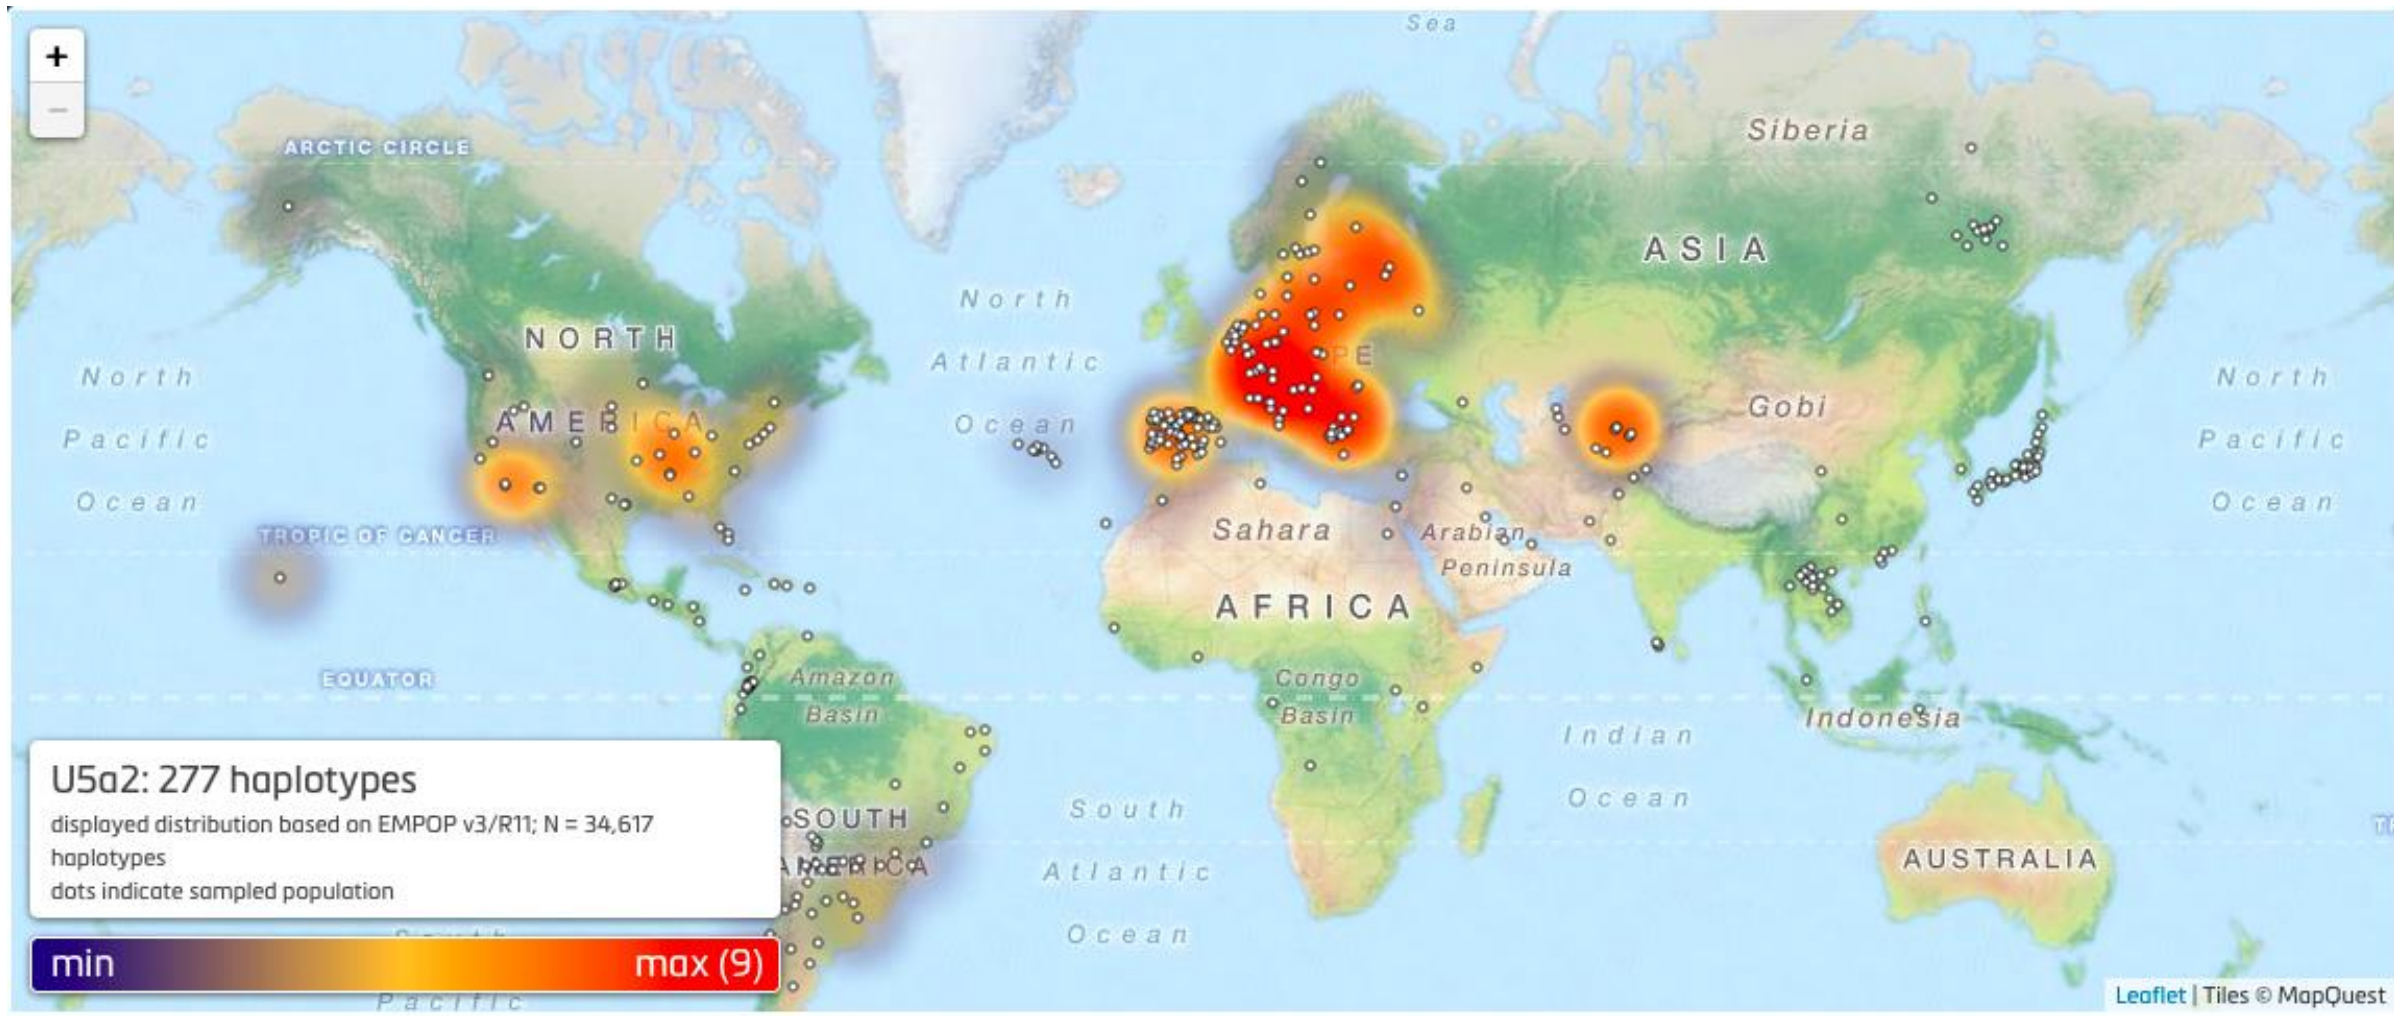 Sea
+
−
ARCTIC CIRCLE
Siberia
ASIA
North
Atlantic
Ocean
NORTH
AMERICA
PE
North
Pacific
Ocean
Gobi
North
Pacific
Ocean
TROPIC OF CANCER
Sahara
Arabian
Peninsula
AFRICA
EQUATOR
Amazon
Basin
Congo
Basin
Indonesia
Indian
Ocean
U5a2: 277 haplotypes
displayed distribution based on EMPOP v3/R11; N = 34,617
haplotypes
dots indicate sampled population
SOUTH
AMERICA
South
Atlantic
Ocean
AUSTRALIA
South
Pacific
min
max (9)
Leaflet | Tiles © MapQuest